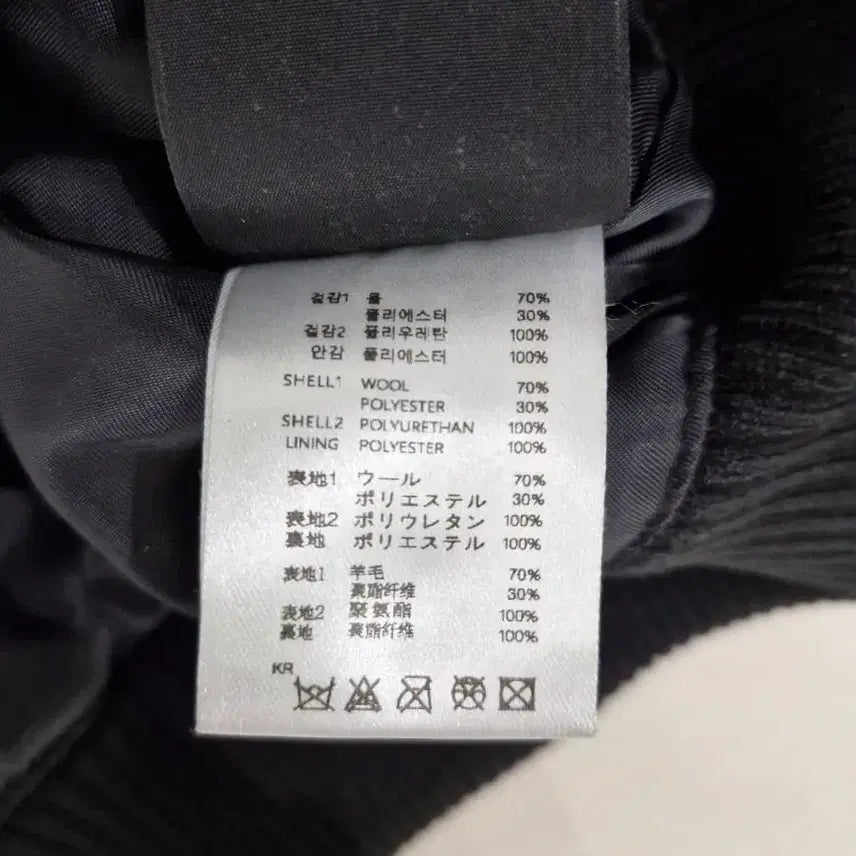 겉감1 울 70%
폴리에스터 30%
겉감2 폴리우레탄 100%
안감 폴리에스터 100%
SHELL1 WOOL 70%
POLYESTER 30%
SHELL2 POLYURETHAN 100%
LINING POLYESTER 100%
表地1 ウール 70%
ポリエステル 30%
表地2 ポリウレタン 100%
裏地 ポリエステル 100%
表地1 羊毛 70%
聚脂纤维 30%
表地2 聚氨酯 100%
裏地 聚脂纤维 100%
KR